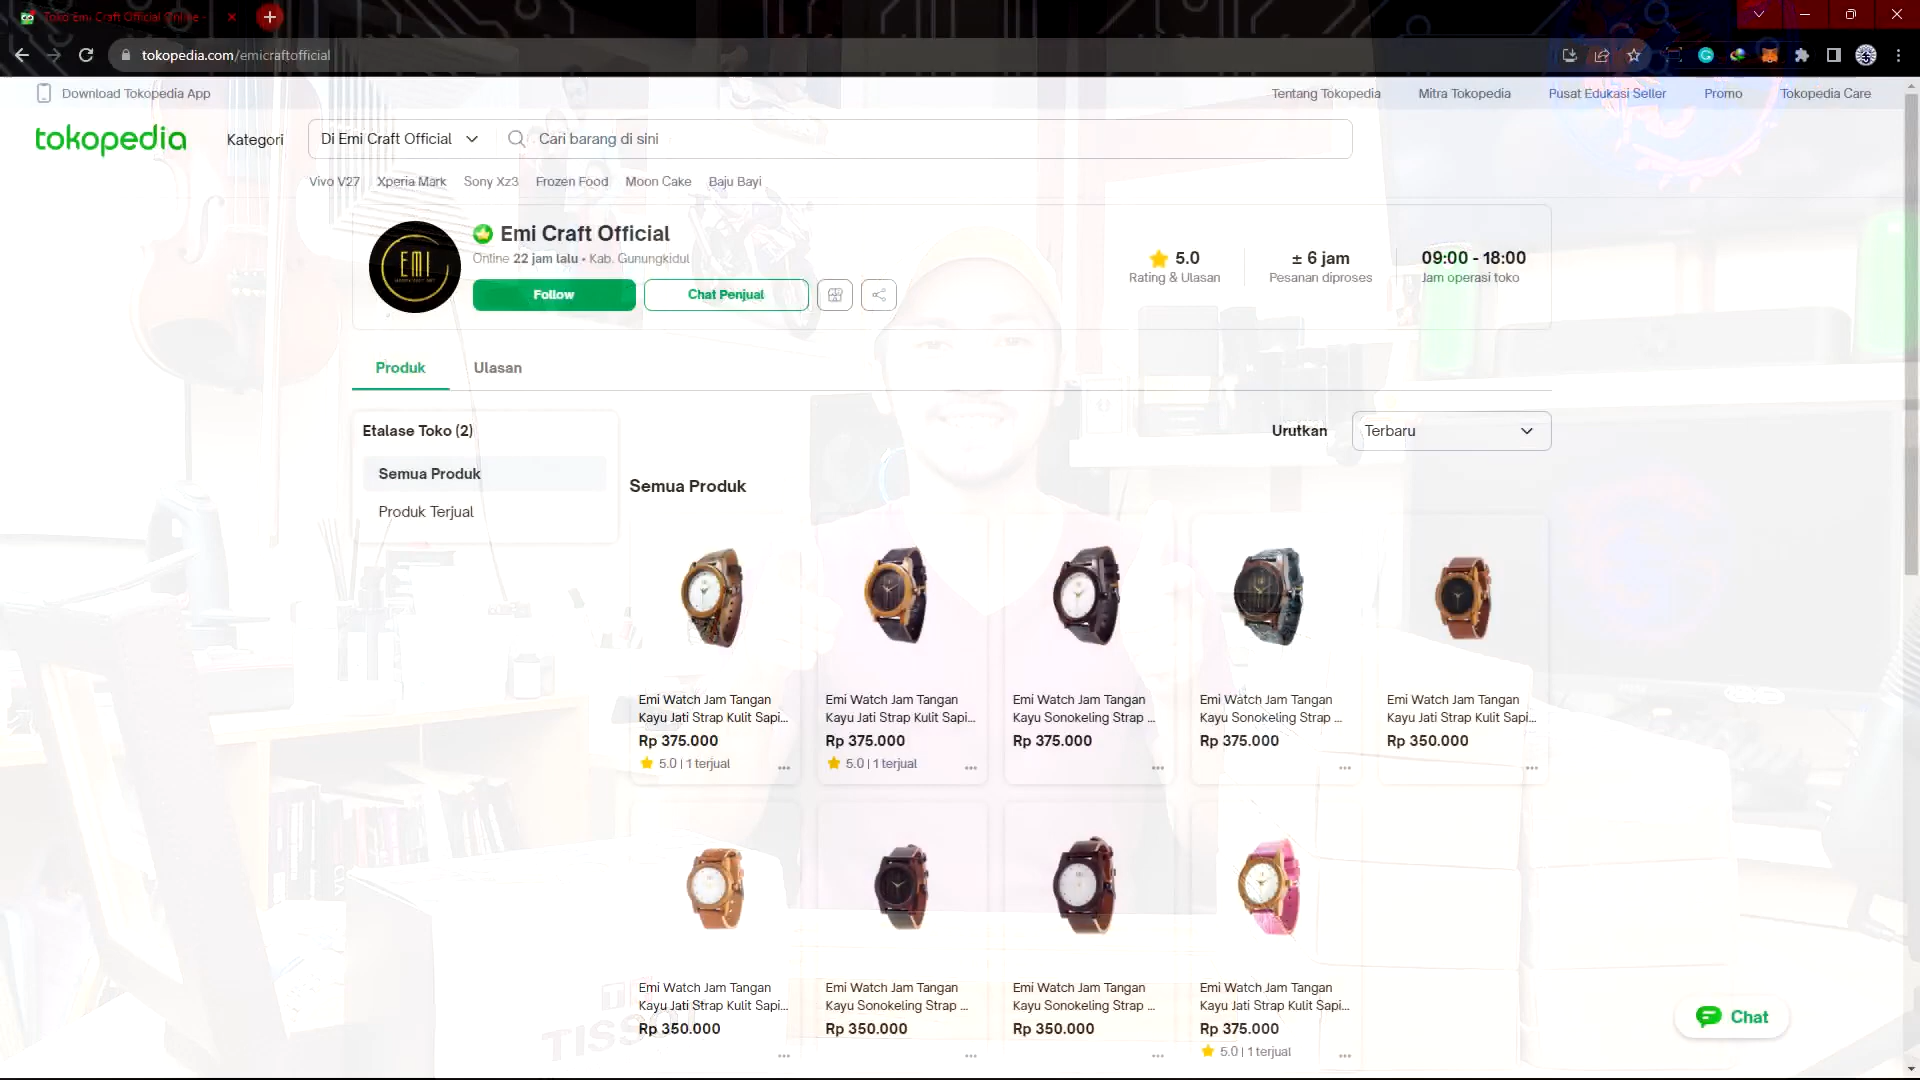 Toko Emi Craft Official Online -
tokopedia.com/emicraftofficial
Download Tokopedia App
Tentang Tokopedia
Mitra Tokopedia
Pusat Edukasi Seller
Promo
Tokopedia Care
tokopedia
Kategori
Di Emi Craft Official
Cari barang di sini
Vivo V27 Xperia Mark Sony Xz3 Frozen Food Moon Cake Baju Bayi
EMI
Emi Craft Official
Online 22 jam lalu • Kab. Gunungkidul
Follow
Chat Penjual
5.0
Rating & Ulasan
± 6 jam
Pesanan diproses
09:00 - 18:00
Jam operasi toko
Produk
Ulasan
Etalase Toko (2)
Semua Produk
Produk Terjual
Urutkan
Terbaru
Semua Produk
Emi Watch Jam Tangan
Kayu Jati Strap Kulit Sapi...
Rp 375.000
5.0 | 1 terjual
Emi Watch Jam Tangan
Kayu Jati Strap Kulit Sapi...
Rp 375.000
5.0 | 1 terjual
Emi Watch Jam Tangan
Kayu Sonokeling Strap ...
Rp 375.000
Emi Watch Jam Tangan
Kayu Sonokeling Strap ...
Rp 375.000
Emi Watch Jam Tangan
Kayu Jati Strap Kulit Sapi...
Rp 350.000
Emi Watch Jam Tangan
Kayu Jati Strap Kulit Sapi...
Rp 350.000
Emi Watch Jam Tangan
Kayu Sonokeling Strap ...
Rp 350.000
Emi Watch Jam Tangan
Kayu Sonokeling Strap ...
Rp 350.000
Emi Watch Jam Tangan
Kayu Jati Strap Kulit Sapi...
Rp 375.000
5.0 | 1 terjual
TISSO
Chat